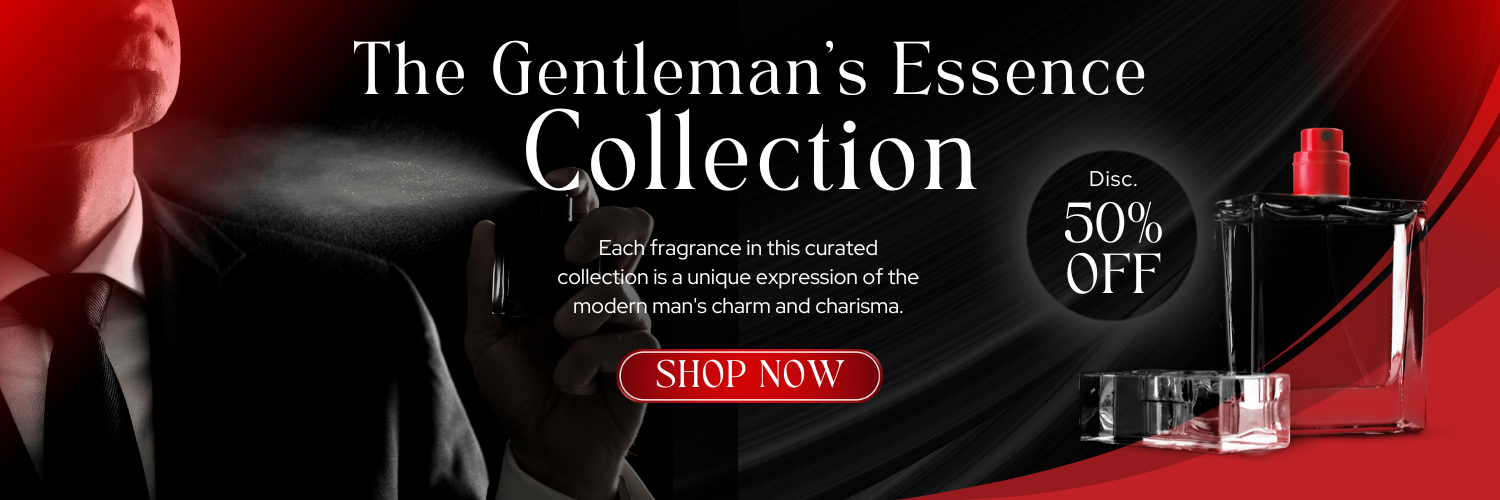 The Gentleman’s Essence
Collection
Each fragrance in this curated
collection is a unique expression of the
modern man's charm and charisma.
SHOP NOW
Disc.
50%
OFF